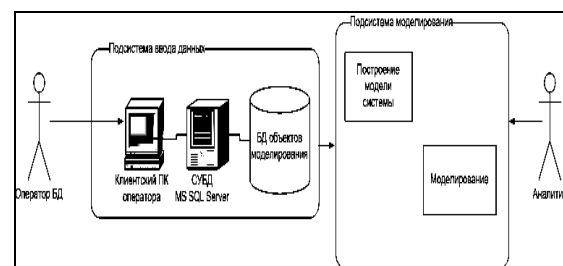 Подсистема ввода данных
Подсистема моделирования
Построение
модели
системы
БД объектов
моделирования
Моделирование
Оператор БД
Клиентский ПК
оператора
СУБД
MS SQL Server
Аналити